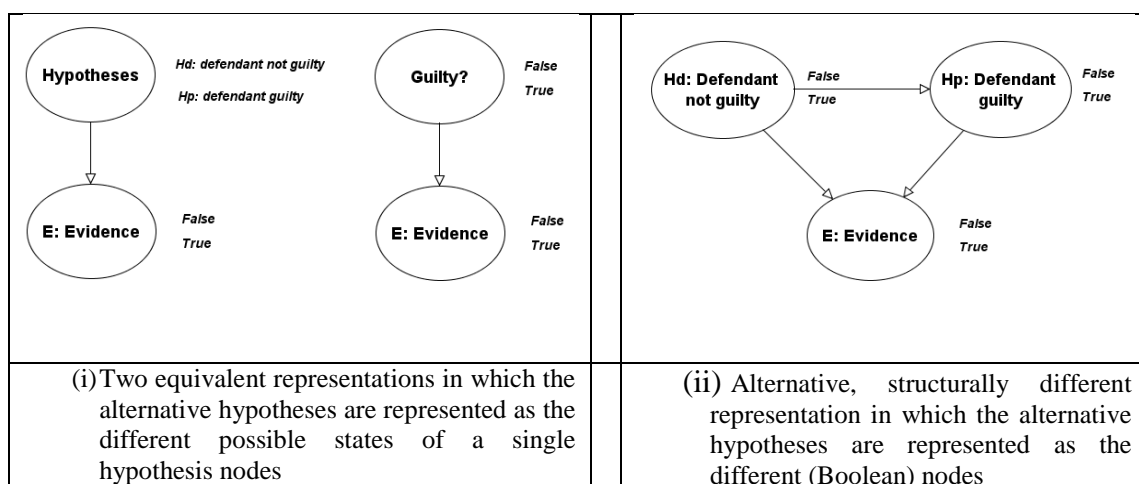 Hypotheses
Hd: defendant not guilty
Hp: defendant guilty
E: Evidence
False
True
Guilty?
False
True
E: Evidence
False
True
Hd: Defendant
not guilty
False
True
Hp: Defendant
guilty
False
True
E: Evidence
False
True
(i) Two equivalent representations in which the
alternative hypotheses are represented as the
different possible states of a single
hypothesis nodes
(ii) Alternative, structurally different
representation in which the alternative
hypotheses are represented as the
different (Boolean) nodes